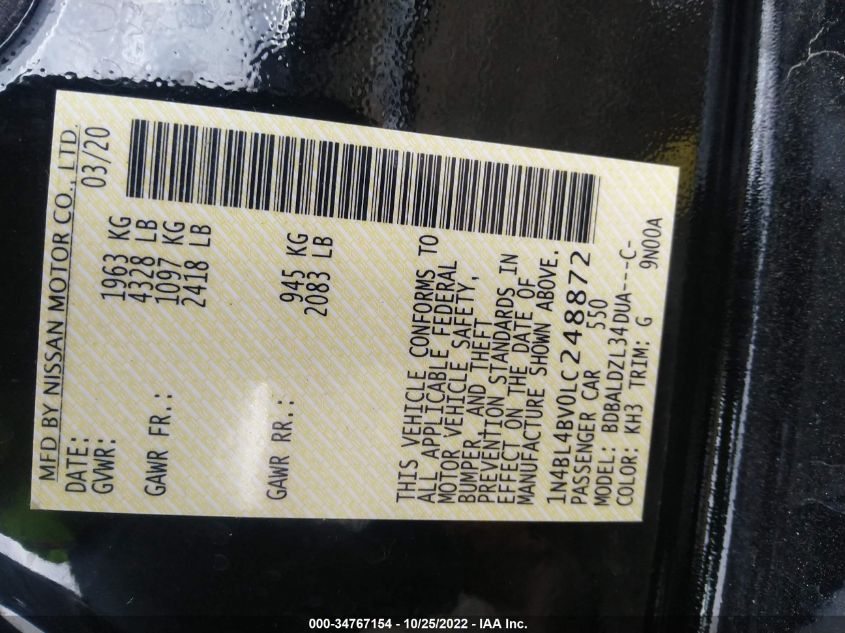 MFD BY NISSAN MOTOR CO., LTD.
DATE: 03/20
GVWR: 1963 KG
4328 LB
GAWR FR.: 1097 KG
2418 LB
GAWR RR.: 945 KG
2083 LB
THIS VEHICLE CONFORMS TO
ALL APPLICABLE FEDERAL
MOTOR VEHICLE SAFETY,
BUMPER, AND THEFT
PREVENTION STANDARDS IN
EFFECT ON THE DATE OF
MANUFACTURE SHOWN ABOVE.
1N4BL4BV0LC248872
PASSENGER CAR 550
MODEL: BDBALDZL34DUA---C-
COLOR: KH3 TRIM: G 9N00A
000-34767154 - 10/25/2022 - IAA Inc.